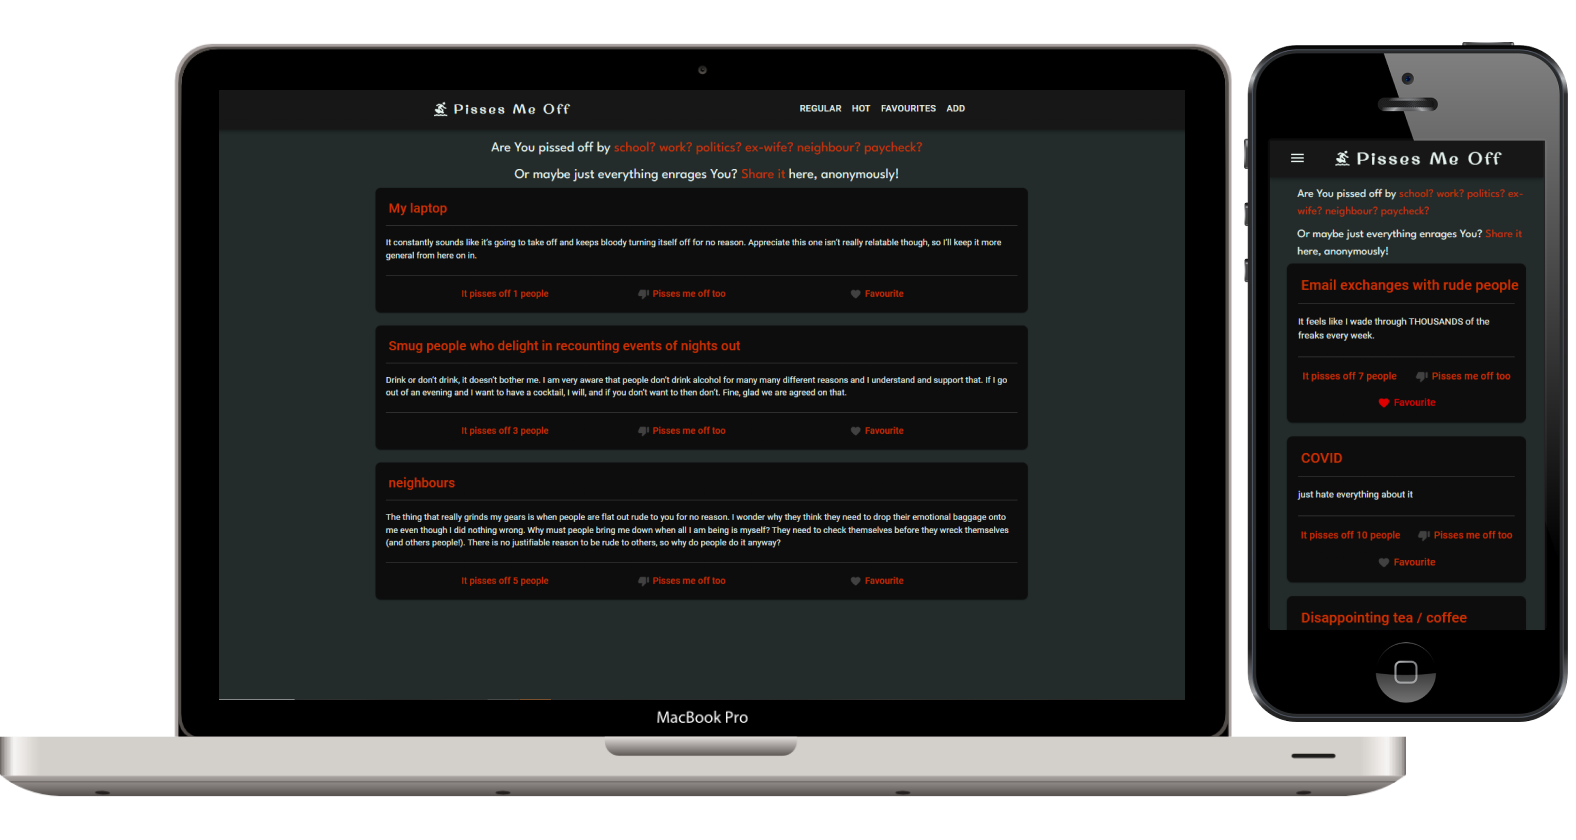 Pisses Me Off
REGULAR HOT FAVOURITES ADD
Are You pissed off by school? work? politics? ex-wife? neighbour? paycheck?
Or maybe just everything enrages You? Share it here, anonymously!
My laptop
It constantly sounds like it's going to take off and keeps bloody turning itself off for no reason. Appreciate this one isn't really relatable though, so I'll keep it more
general from here on in.
It pisses off 1 people Pisses me off too Favourite
Smug people who delight in recounting events of nights out
Drink or don't drink, it doesn't bother me. I am very aware that people don't drink alcohol for many many different reasons and I understand and support that. If I go
out of an evening and I want to have a cocktail, I will, and if you don't want to then don't. Fine, glad we are agreed on that.
It pisses off 3 people Pisses me off too Favourite
neighbours
The thing that really grinds my gears is when people are flat out rude to you for no reason. I wonder why they think they need to drop their emotional baggage onto
me even though I did nothing wrong. Why must people bring me down when all I am being is myself? They need to check themselves before they wreck themselves
(and others people!). There is no justifiable reason to be rude to others, so why do people do it anyway?
It pisses off 5 people Pisses me off too Favourite
MacBook Pro
Pisses Me Off
Are You pissed off by school? work? politics? ex-
wife? neighbour? paycheck?
Or maybe just everything enrages You? Share it
here, anonymously!
Email exchanges with rude people
It feels like I wade through THOUSANDS of the
freaks every week.
It pisses off 7 people Pisses me off too
Favourite
COVID
just hate everything about it
It pisses off 10 people Pisses me off too
Favourite
Disappointing tea / coffee